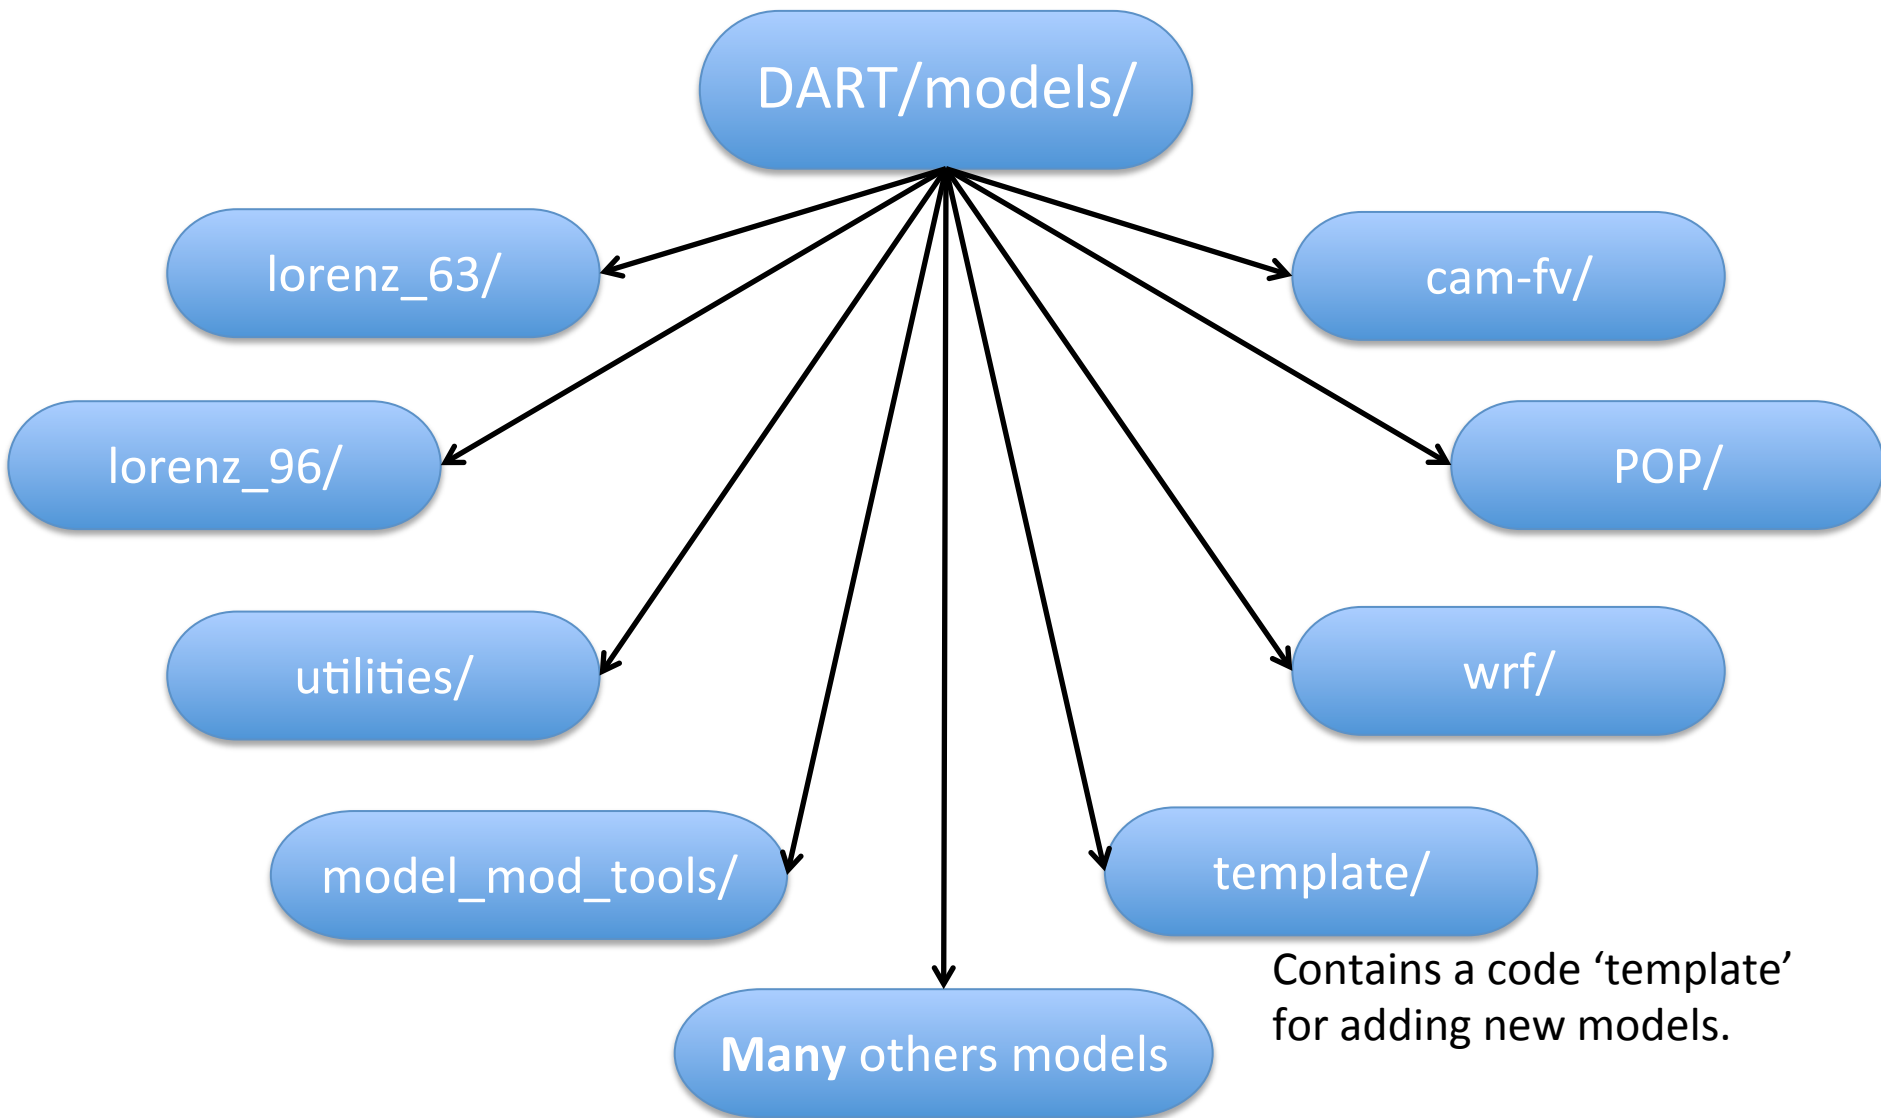 DART/models/
lorenz_63/
cam-fv/
lorenz_96/
POP/
utilities/
wrf/
model_mod_tools/
template/
Contains a code ‘template’
for adding new models.
Many others models